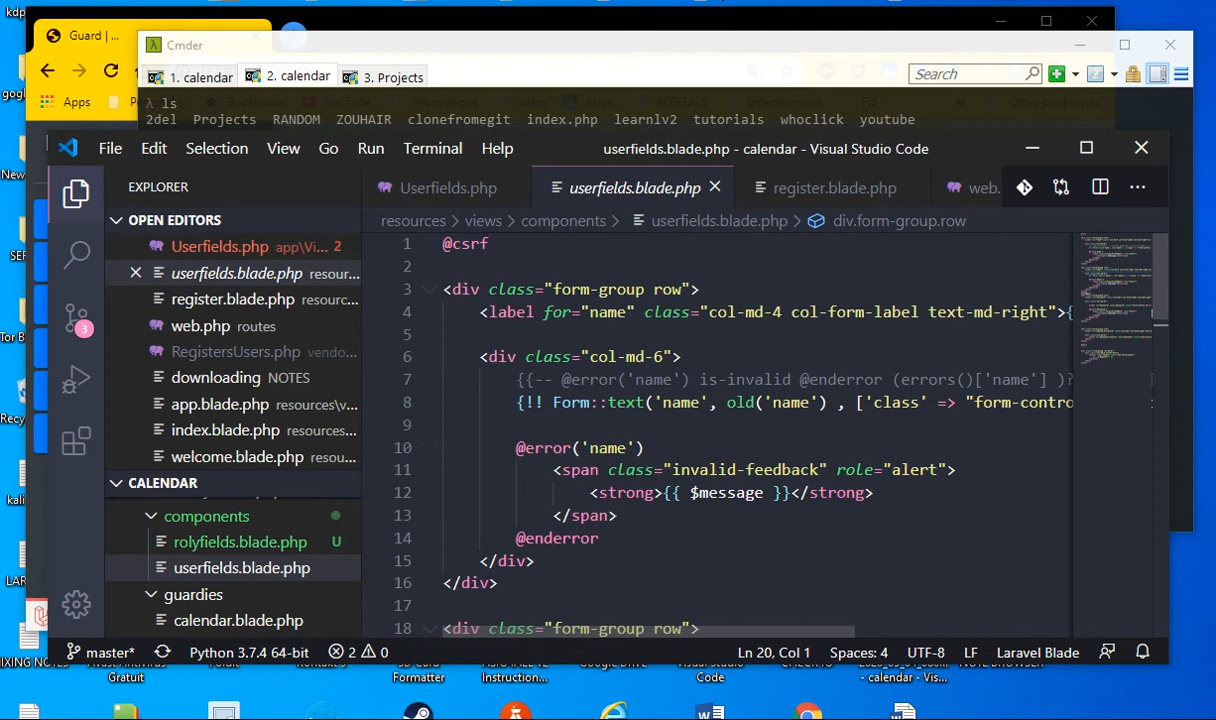 kdp
Guard | ...
Cmder
1. calendar
2. calendar
3. Projects
Search
Apps
λ ls
2del Projects RANDOM ZOUHAIR clonefromegit index.php learnlv2 tutorials whoclick youtube
File Edit Selection View Go Run Terminal Help
userfields.blade.php - calendar - Visual Studio Code
EXPLORER
Userfields.php
userfields.blade.php
register.blade.php
web.
OPEN EDITORS
resources > views > components > userfields.blade.php > div.form-group.row
Userfields.php app\Vi... 2
userfields.blade.php resour...
register.blade.php resourc...
web.php routes
RegistersUsers.php vendo...
downloading NOTES
app.blade.php resources\v...
index.blade.php resources...
welcome.blade.php resou...
CALENDAR
components
rolyfields.blade.php U
userfields.blade.php
guardies
calendar.blade.php
1 @csrf
2
3 <div class="form-group row">
4 <label for="name" class="col-md-4 col-form-label text-md-right">{
5
6 <div class="col-md-6">
7 {{-- @error('name') is-invalid @enderror (errors()['name'] )?
8 {!! Form::text('name', old('name') , ['class' => "form-contro
9
10 @error('name')
11 <span class="invalid-feedback" role="alert">
12 <strong>{{ $message }}</strong>
13 </span>
14 @enderror
15 </div>
16 </div>
17
18 <div class="form-group row">
3
master*
Python 3.7.4 64-bit
2
0
Ln 20, Col 1
Spaces: 4
UTF-8
LF
Laravel Blade
Gratuit
Formatter
Instruction...
Visual Studio
Code
- calendar - Vis...